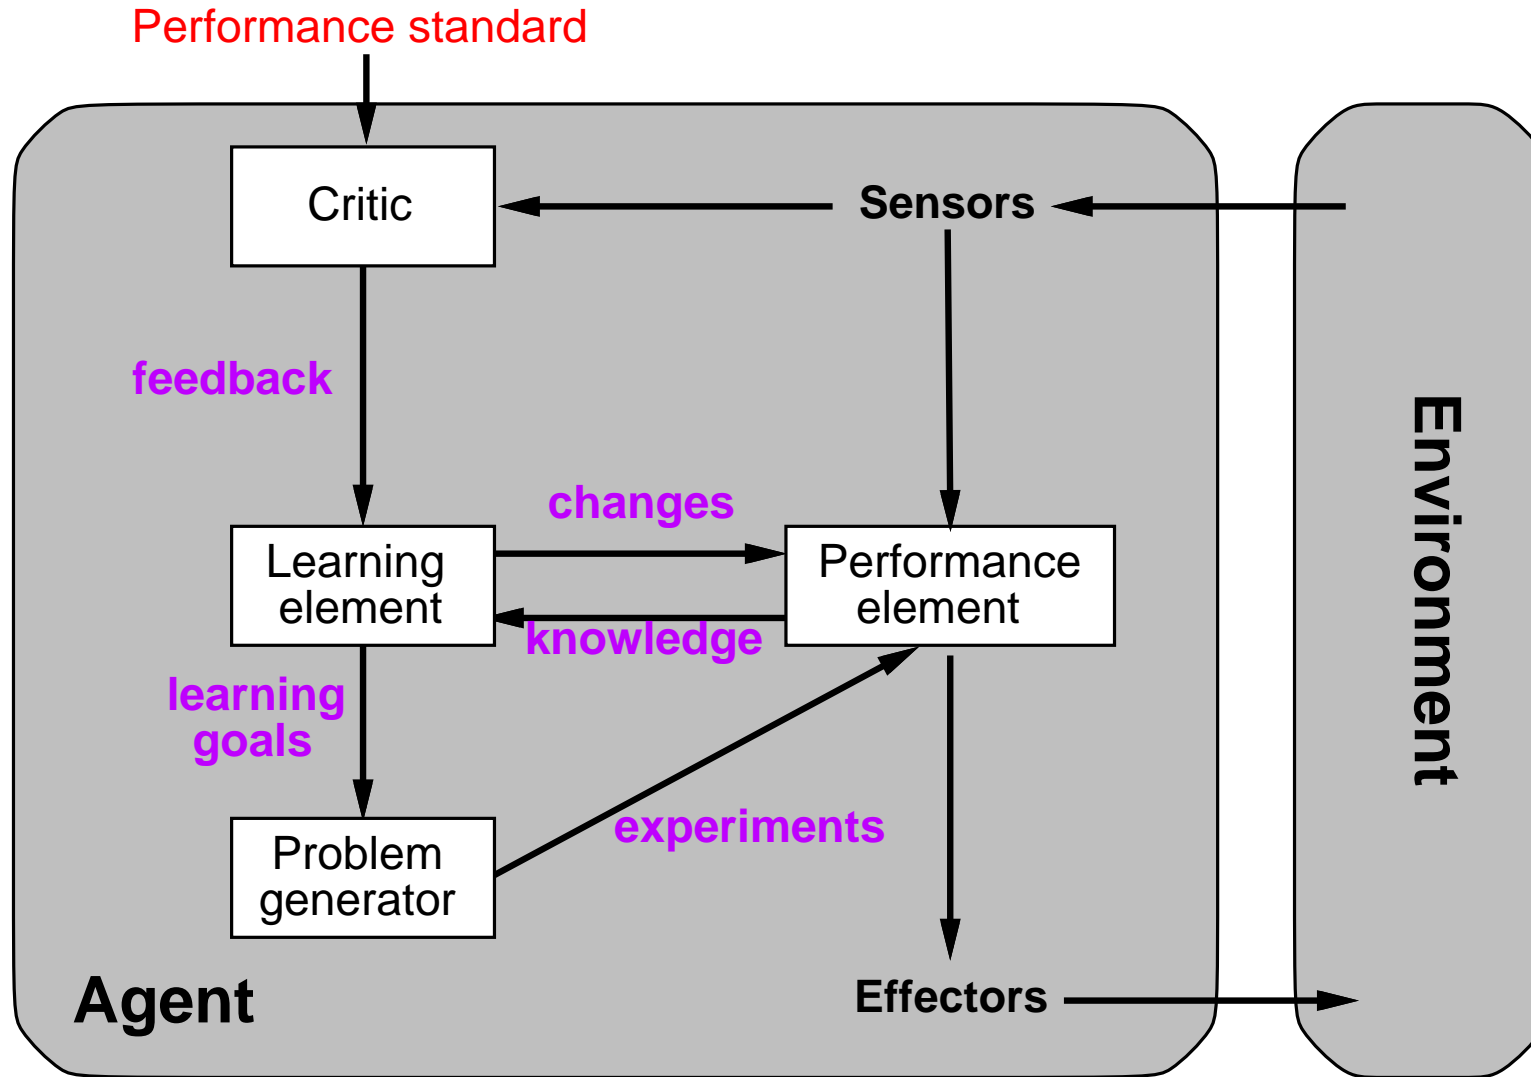 Performance standard
Critic
Sensors
feedback
changes
Learning
element
Performance
element
knowledge
learning
goals
experiments
Problem
generator
Agent
Effectors
Environment